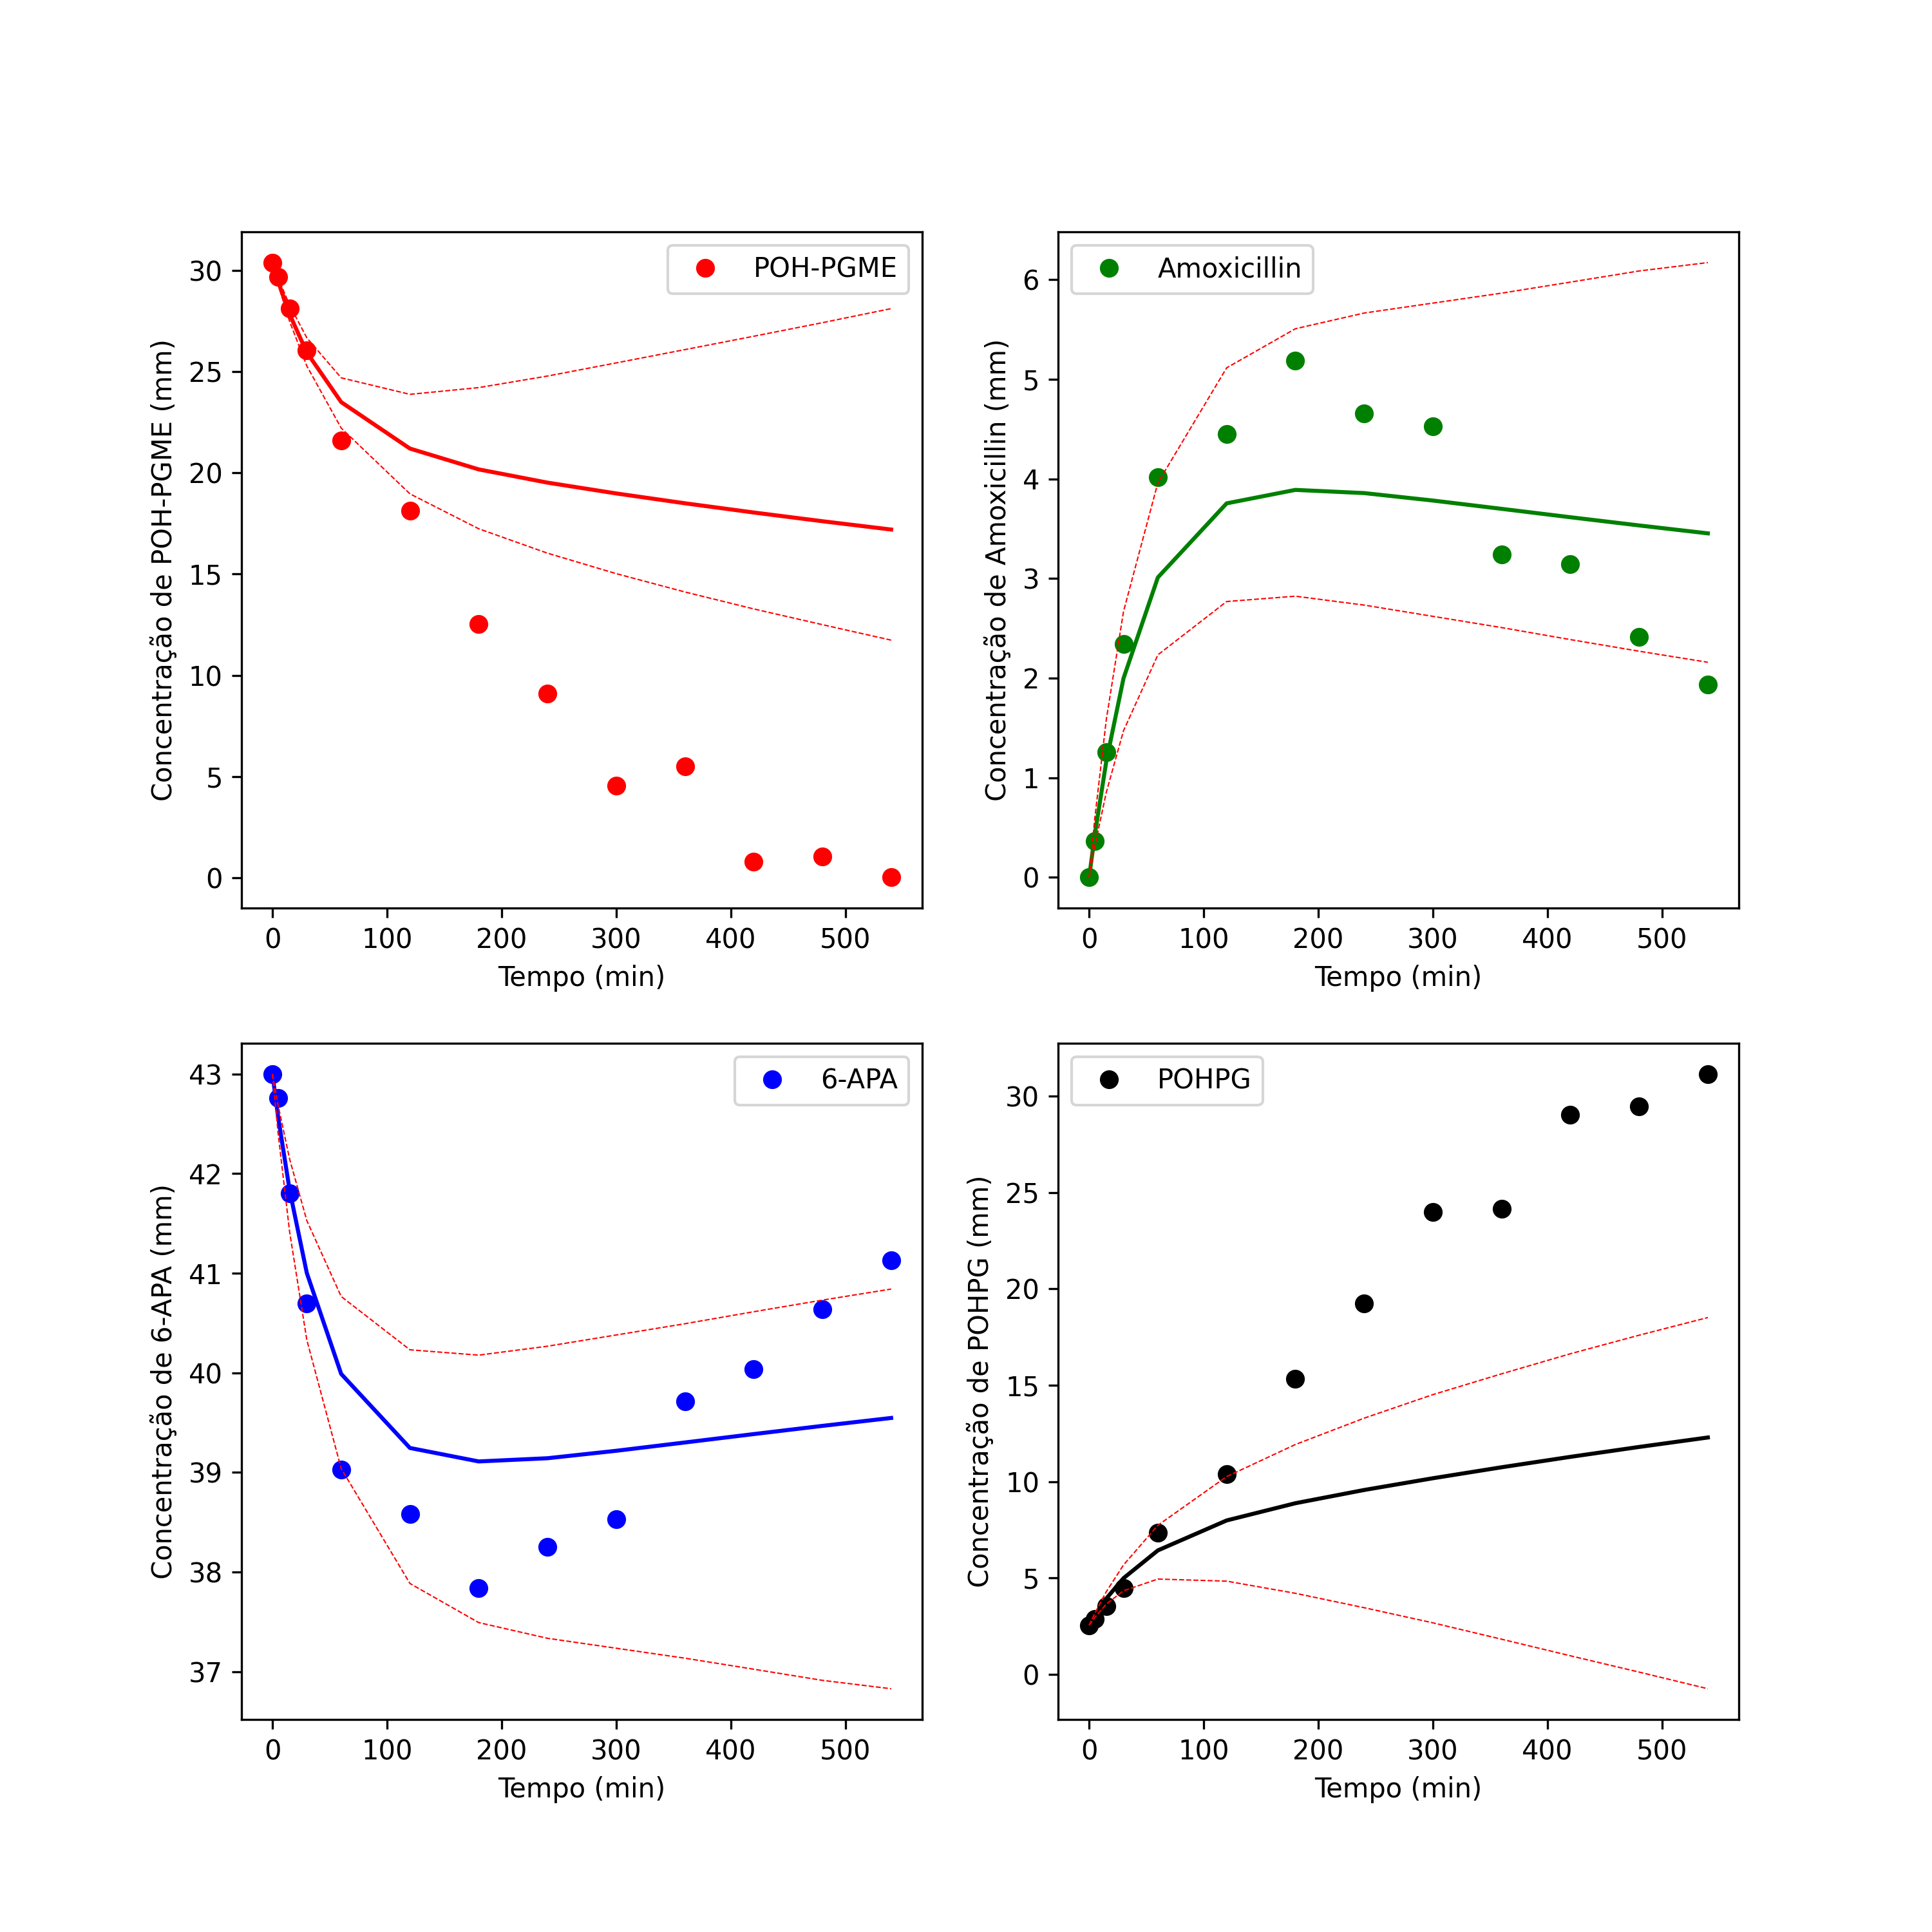 POH-PGME
Concentração de POH-PGME (mm)
30
25
20
15
10
5
0
0 100 200 300 400 500
Tempo (min)
Amoxicillin
Concentração de Amoxicillin (mm)
6
5
4
3
2
1
0
0 100 200 300 400 500
Tempo (min)
6-APA
Concentração de 6-APA (mm)
43
42
41
40
39
38
37
0 100 200 300 400 500
Tempo (min)
POHPG
Concentração de POHPG (mm)
30
25
20
15
10
5
0
0 100 200 300 400 500
Tempo (min)